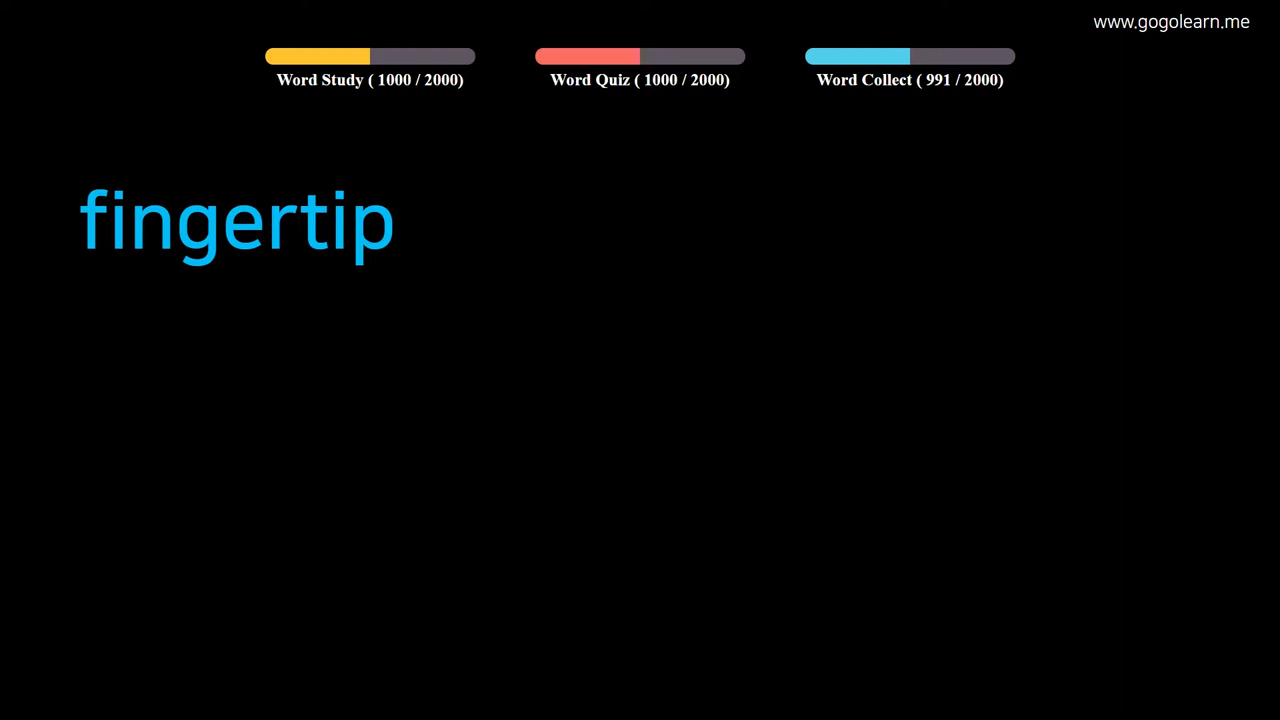 www.gogolearn.me
Word Study ( 1000 / 2000)
Word Quiz ( 1000 / 2000)
Word Collect ( 991 / 2000)
fingertip